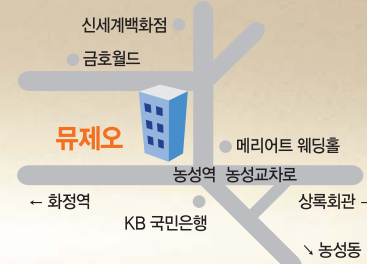 신세계백화점
금호월드
뮤제오
메리어트 웨딩홀
농성역 농성교차로
← 화정역
상록회관 →
KB 국민은행
↘ 농성동